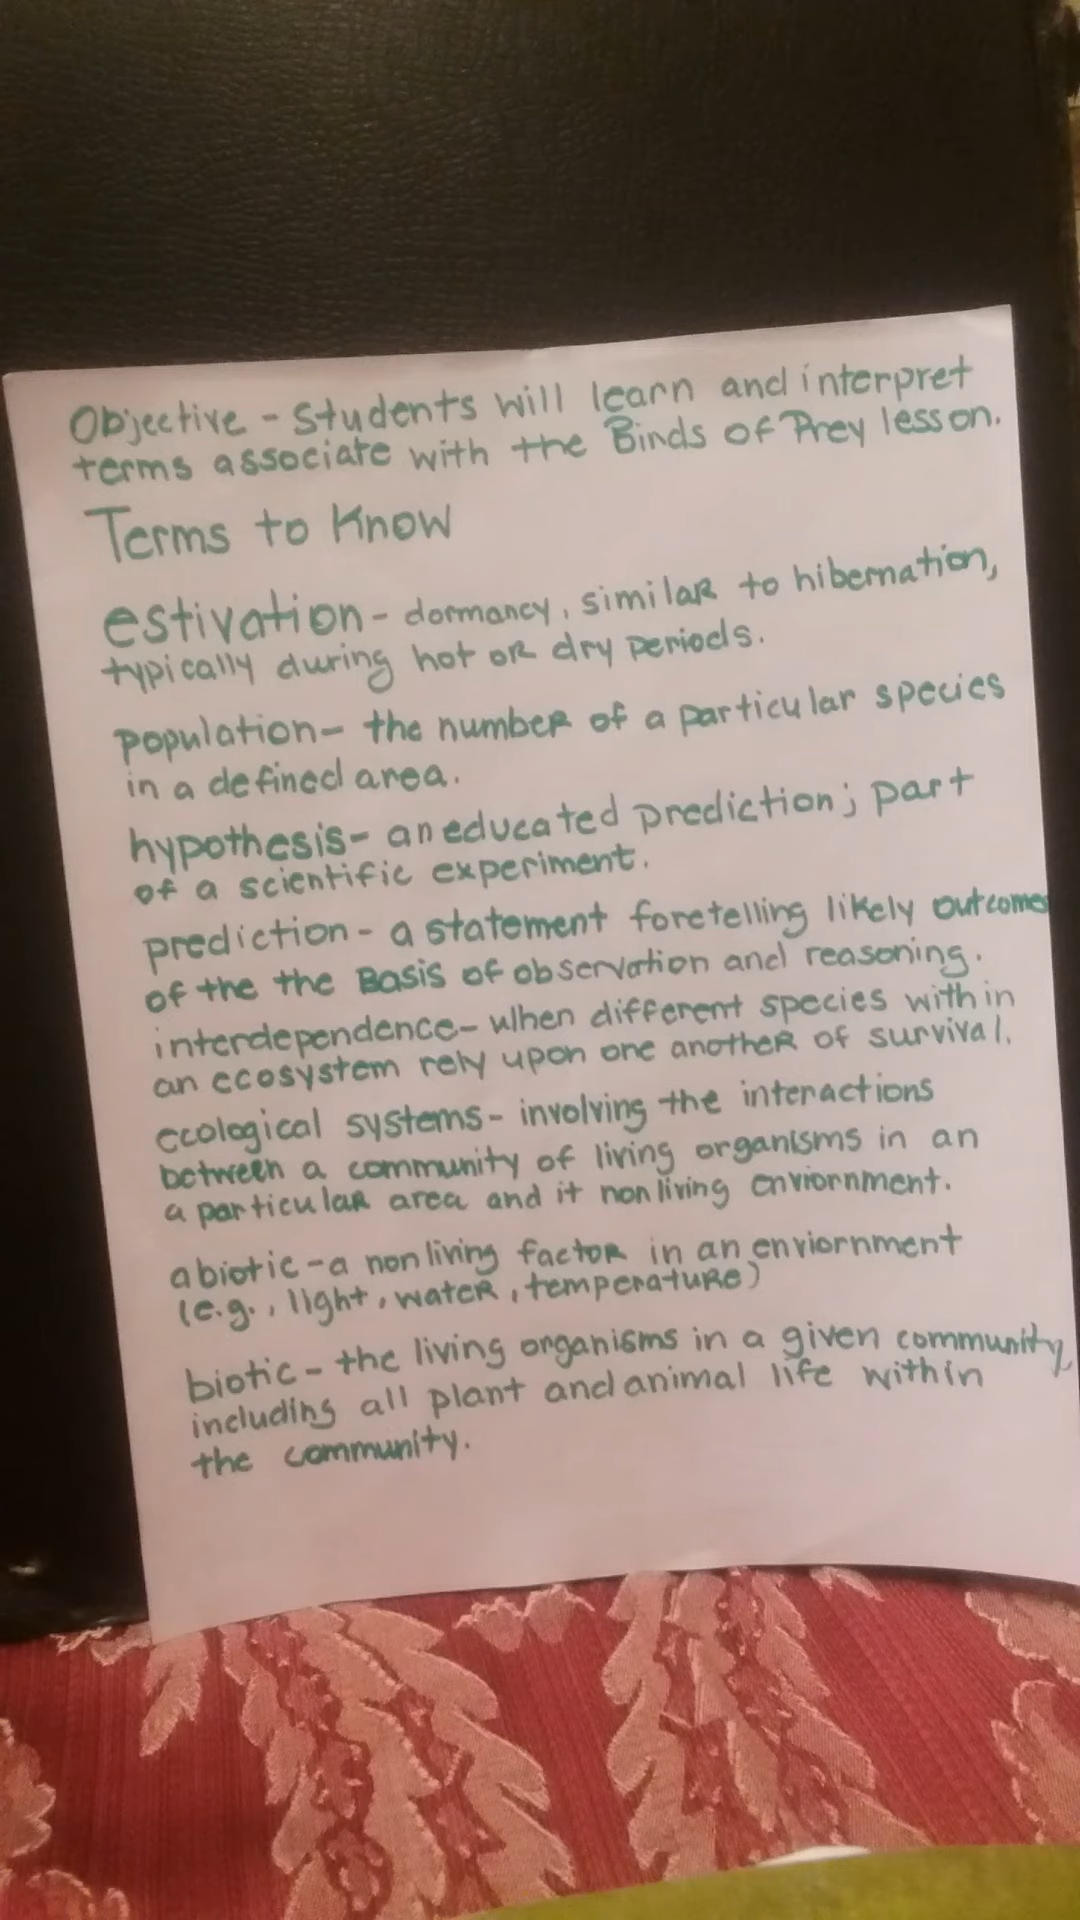 Objective - Students will learn and interpret
terms associate with the Binds of Prey lesson.
Terms to Know
estivation - dormancy, similar to hibernation,
typically during hot or dry periods.
population - the number of a particular species
in a defined area.
hypothesis - an educated prediction; part
of a scientific experiment.
prediction - a statement foretelling likely outcomes
of the the Basis of observation and reasoning.
interdependence - when different species within
an ecosystem rely upon one another of survival.
ecological systems - involving the interactions
between a community of living organisms in an
a particular area and it nonliving enviornment.
abiotic - a nonliving factor in an enviornment
(e.g., light, water, temperature)
biotic - the living organisms in a given community,
including all plant and animal life within
the community.